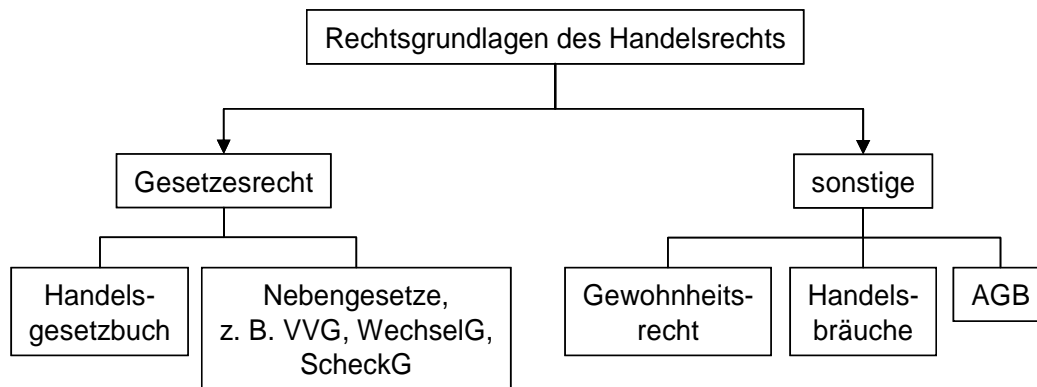 Rechtsgrundlagen des Handelsrechts
Gesetzesrecht
sonstige
Handels-
gesetzbuch
Nebengesetze,
z. B. VVG, WechselG,
ScheckG
Gewohnheits-
recht
Handels-
bräuche
AGB